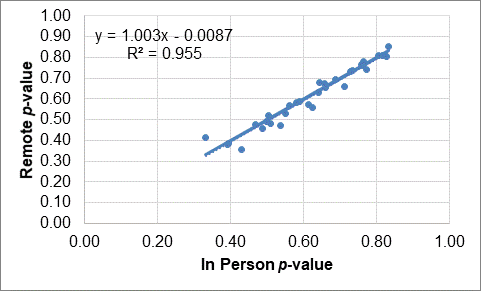 1.00
y = 1.003x - 0.0087
0.90
R² = 0.955
0.80
0.70
0.60
0.50
0.40
0.30
0.20
0.10
0.00
Remote p-value
0.00 0.20 0.40 0.60 0.80 1.00
In Person p-value